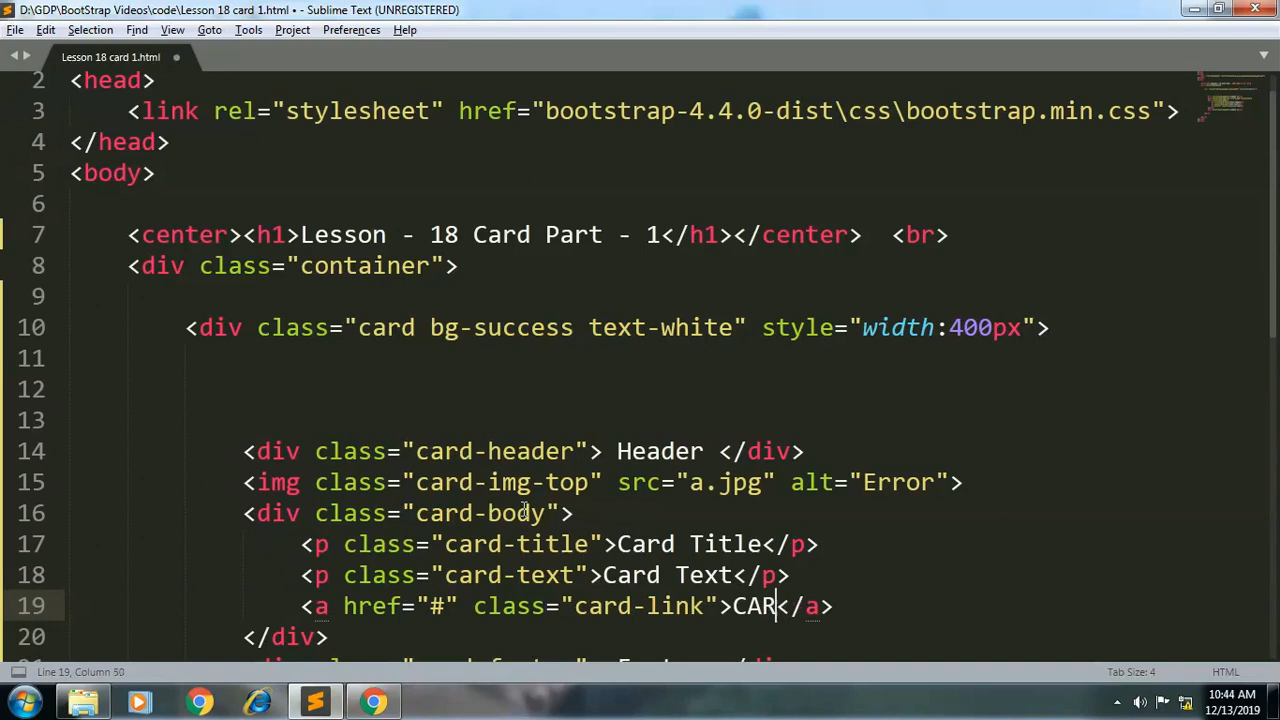 D:\GDP\BootStrap Videos\code\Lesson 18 card 1.html • - Sublime Text (UNREGISTERED)
File Edit Selection Find View Goto Tools Project Preferences Help
Lesson 18 card 1.html
2 <head>
3 <link rel="stylesheet" href="bootstrap-4.4.0-dist\css\bootstrap.min.css">
4 </head>
5 <body>
6
7 <center><h1>Lesson - 18 Card Part - 1</h1></center> <br>
8 <div class="container">
9
10 <div class="card bg-success text-white" style="width:400px">
11
12
13
14 <div class="card-header"> Header </div>
15 <img class="card-img-top" src="a.jpg" alt="Error">
16 <div class="card-body">
17 <p class="card-title">Card Title</p>
18 <p class="card-text">Card Text</p>
19 <a href="#" class="card-link">CAR</a>
20 </div>
Line 19, Column 50 Tab Size: 4 HTML
10:44 AM
12/13/2019